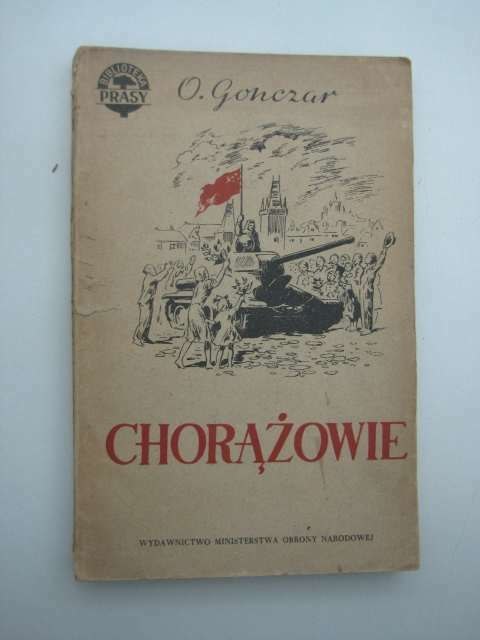 BIBLIOTEKA
PRASY
O. Gonczar
CHORĄŻOWIE
WYDAWNICTWO MINISTERSTWA OBRONY NARODOWEJ